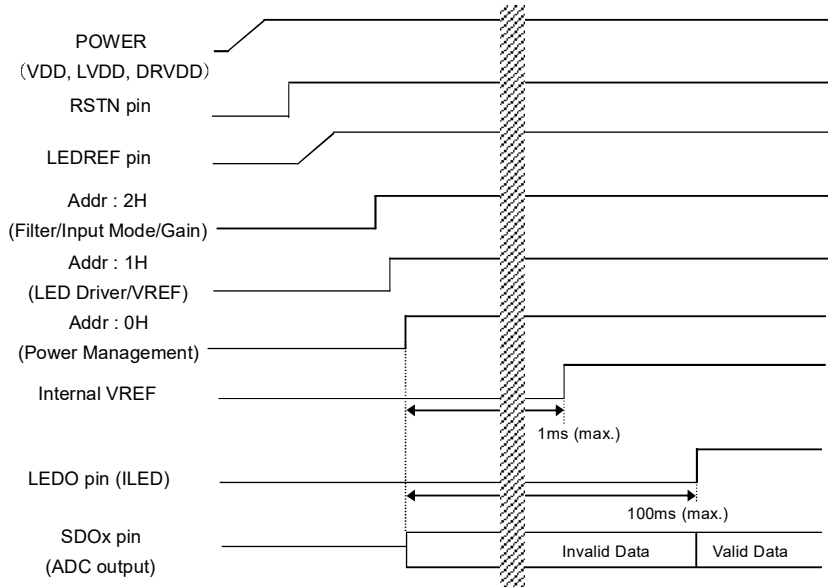 POWER
（VDD, LVDD, DRVDD）
RSTN pin
LEDREF pin
Addr : 2H
(Filter/Input Mode/Gain)
Addr : 1H
(LED Driver/VREF)
Addr : 0H
(Power Management)
Internal VREF
1ms (max.)
LEDO pin (ILED)
100ms (max.)
SDOx pin
(ADC output)
Invalid Data
Valid Data